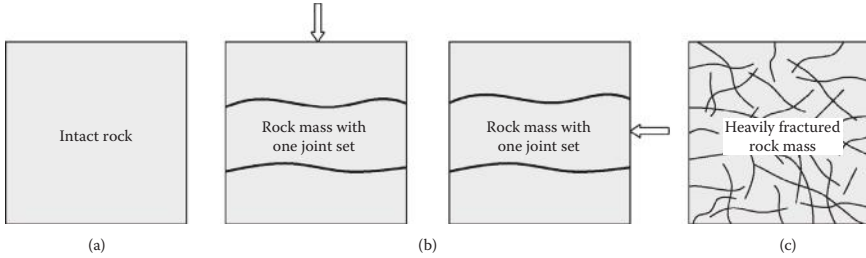 Intact rock
Rock mass with
one joint set
Rock mass with
one joint set
Heavily fractured
rock mass
(a)
(b)
(c)